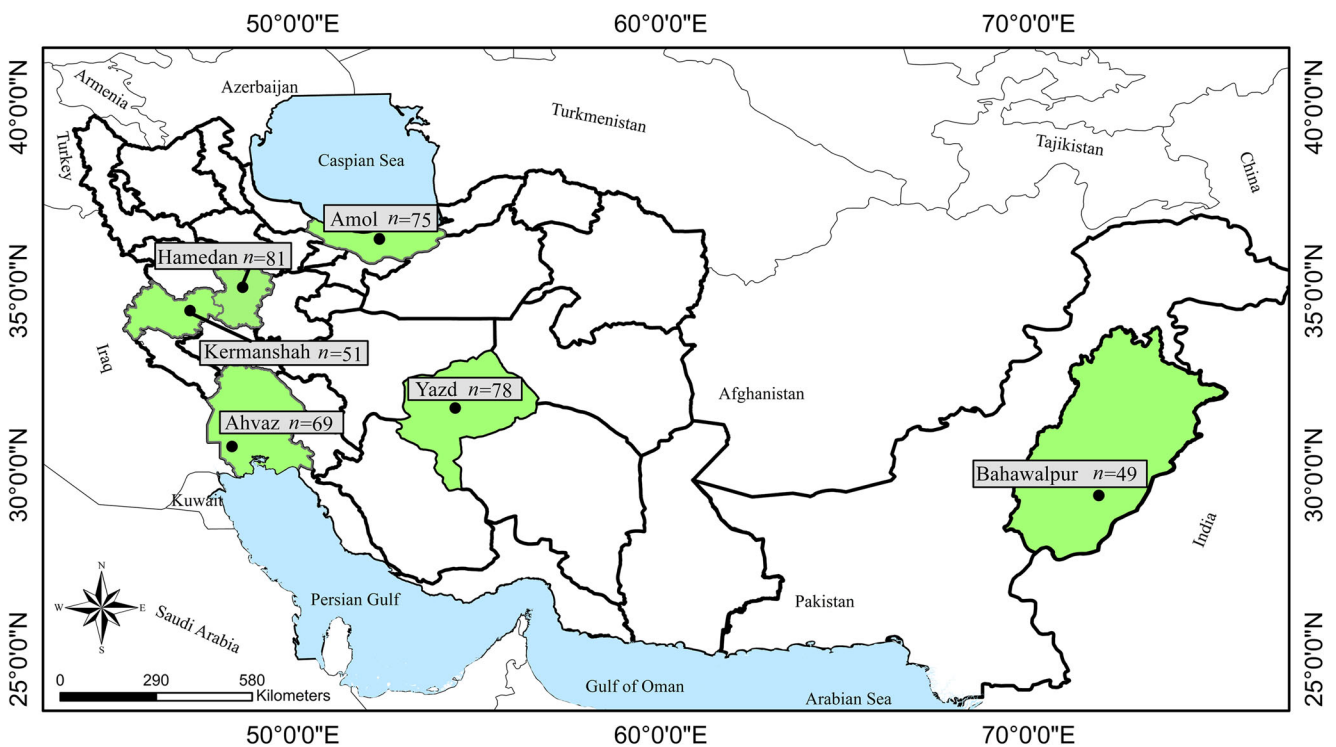 50°0'0"E
60°0'0"E
70°0'0"E
40°0'0"N
35°0'0"N
30°0'0"N
25°0'0"N
Armenia
Azerbaijan
Turkey
Caspian Sea
Turkmenistan
Tajikistan
China
Amol n=75
Hamedan n=81
Kermanshah n=51
Iraq
Yazd n=78
Afghanistan
Ahvaz n=69
Bahawalpur n=49
Kuwait
India
Persian Gulf
Pakistan
Saudi Arabia
Gulf of Oman
Arabian Sea
N
W
E
S
0 290 580
Kilometers
40°0'0"N
35°0'0"N
30°0'0"N
25°0'0"N
50°0'0"E
60°0'0"E
70°0'0"E